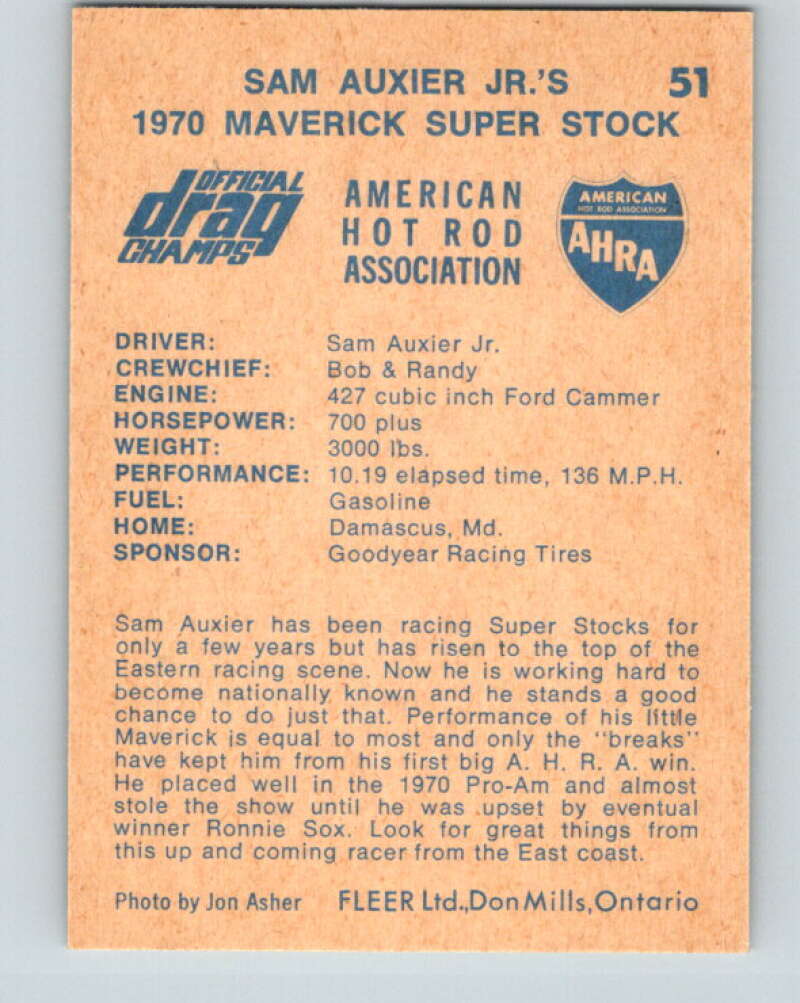 SAM AUXIER JR.'S 51
1970 MAVERICK SUPER STOCK
OFFICIAL
drag
CHAMPS
AMERICAN
HOT ROD
ASSOCIATION
AMERICAN
HOT ROD ASSOCIATION
AHRA
DRIVER: Sam Auxier Jr.
CREWCHIEF: Bob & Randy
ENGINE: 427 cubic inch Ford Cammer
HORSEPOWER: 700 plus
WEIGHT: 3000 lbs.
PERFORMANCE: 10.19 elapsed time, 136 M.P.H.
FUEL: Gasoline
HOME: Damascus, Md.
SPONSOR: Goodyear Racing Tires
Sam Auxier has been racing Super Stocks for
only a few years but has risen to the top of the
Eastern racing scene. Now he is working hard to
become nationally known and he stands a good
chance to do just that. Performance of his little
Maverick is equal to most and only the "breaks"
have kept him from his first big A. H. R. A. win.
He placed well in the 1970 Pro-Am and almost
stole the show until he was upset by eventual
winner Ronnie Sox. Look for great things from
this up and coming racer from the East coast.
Photo by Jon Asher FLEER Ltd.,Don Mills,Ontario